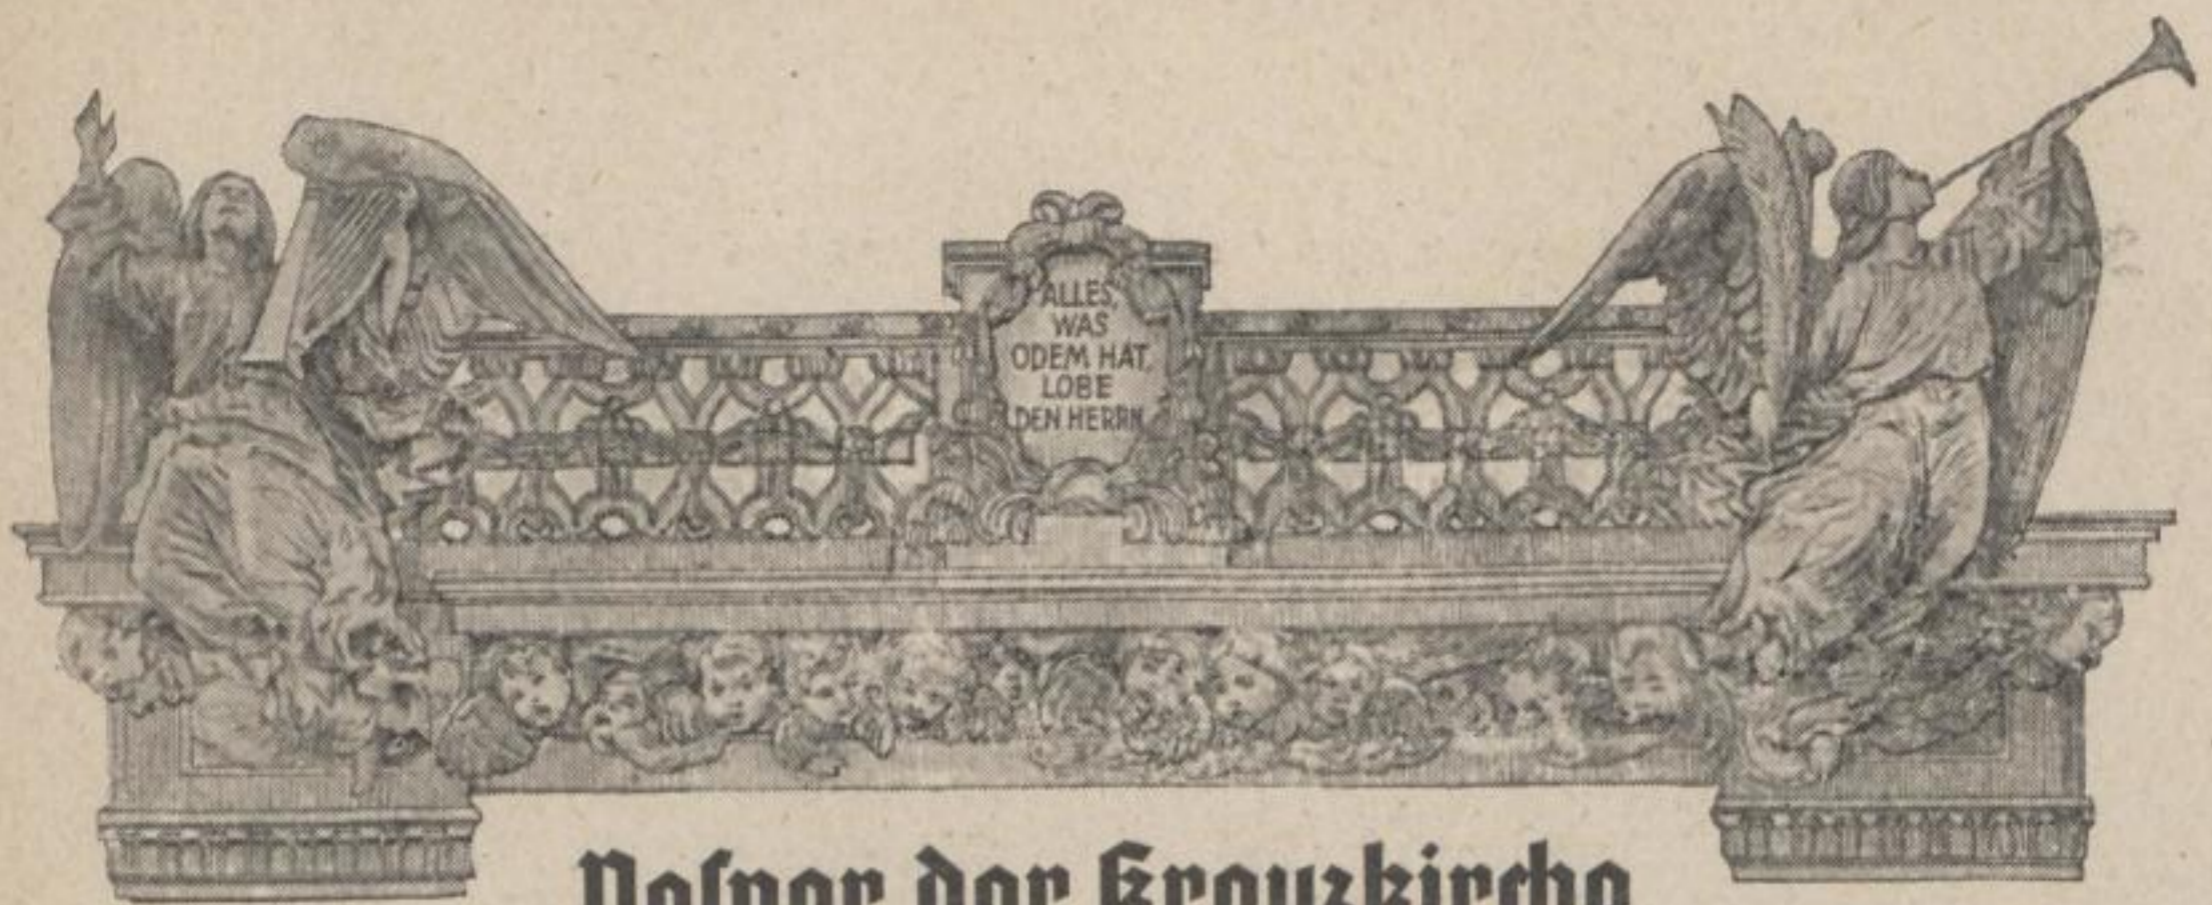 ALLES,
WAS
ODEM HAT,
LOBE
DEN HERRN
Vesper der Kreuzkirche